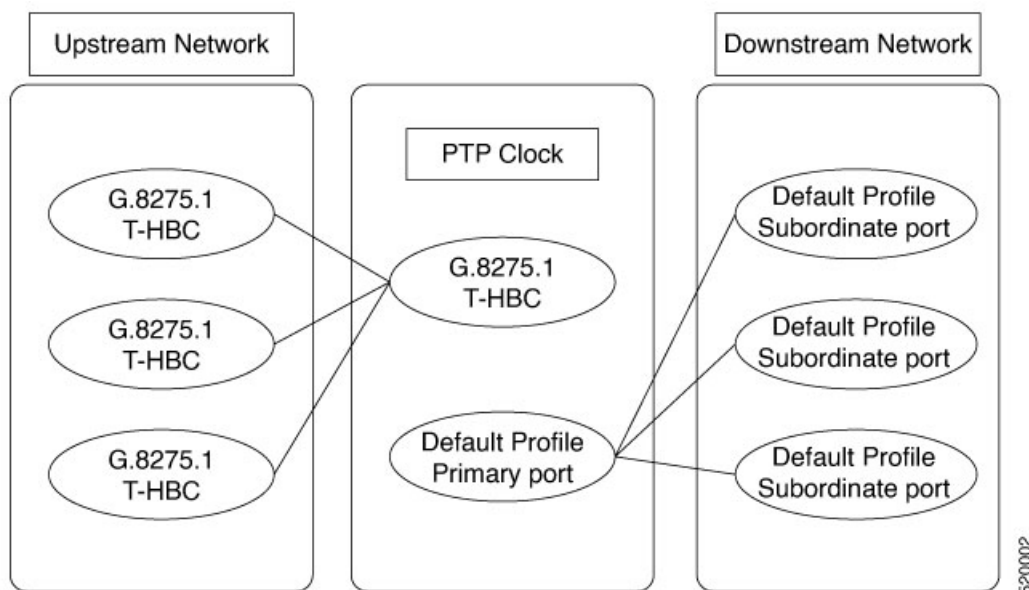 Upstream Network
G.8275.1
T-HBC
G.8275.1
T-HBC
G.8275.1
T-HBC
PTP Clock
G.8275.1
T-HBC
Default Profile
Primary port
Downstream Network
Default Profile
Subordinate port
Default Profile
Subordinate port
Default Profile
Subordinate port
520002